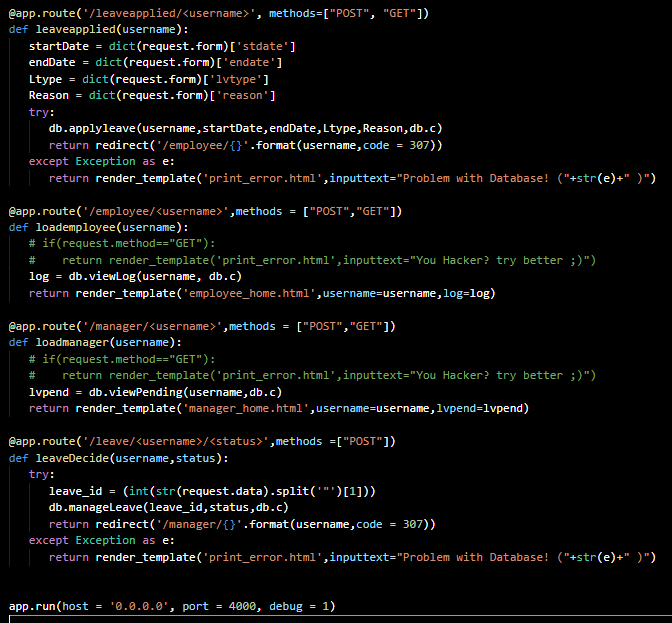 @app.route('/leaveapplied/<username>', methods=["POST", "GET"])
def leaveapplied(username):
startDate = dict(request.form)['stdate']
endDate = dict(request.form)['endate']
Ltype = dict(request.form)['lvtype']
Reason = dict(request.form)['reason']
try:
db.applyleave(username,startDate,endDate,Ltype,Reason,db.c)
return redirect('/employee/{}'.format(username,code = 307))
except Exception as e:
return render_template('print_error.html',inputtext="Problem with Database! ("+str(e)+" )")
@app.route('/employee/<username>',methods = ["POST","GET"])
def loademployee(username):
# if(request.method=="GET"):
#    return render_template('print_error.html',inputtext="You Hacker? try better ;)")
log = db.viewLog(username, db.c)
return render_template('employee_home.html',username=username,log=log)
@app.route('/manager/<username>',methods = ["POST","GET"])
def loadmanager(username):
# if(request.method=="GET"):
#    return render_template('print_error.html',inputtext="You Hacker? try better ;)")
lvpend = db.viewPending(username,db.c)
return render_template('manager_home.html',username=username,lvpend=lvpend)
@app.route('/leave/<username>/<status>',methods =["POST"])
def leaveDecide(username,status):
try:
leave_id = (int(str(request.data).split('"')[1]))
db.manageLeave(leave_id,status,db.c)
return redirect('/manager/{}'.format(username,code = 307))
except Exception as e:
return render_template('print_error.html',inputtext="Problem with Database! ("+str(e)+" )")
app.run(host = '0.0.0.0', port = 4000, debug = 1)